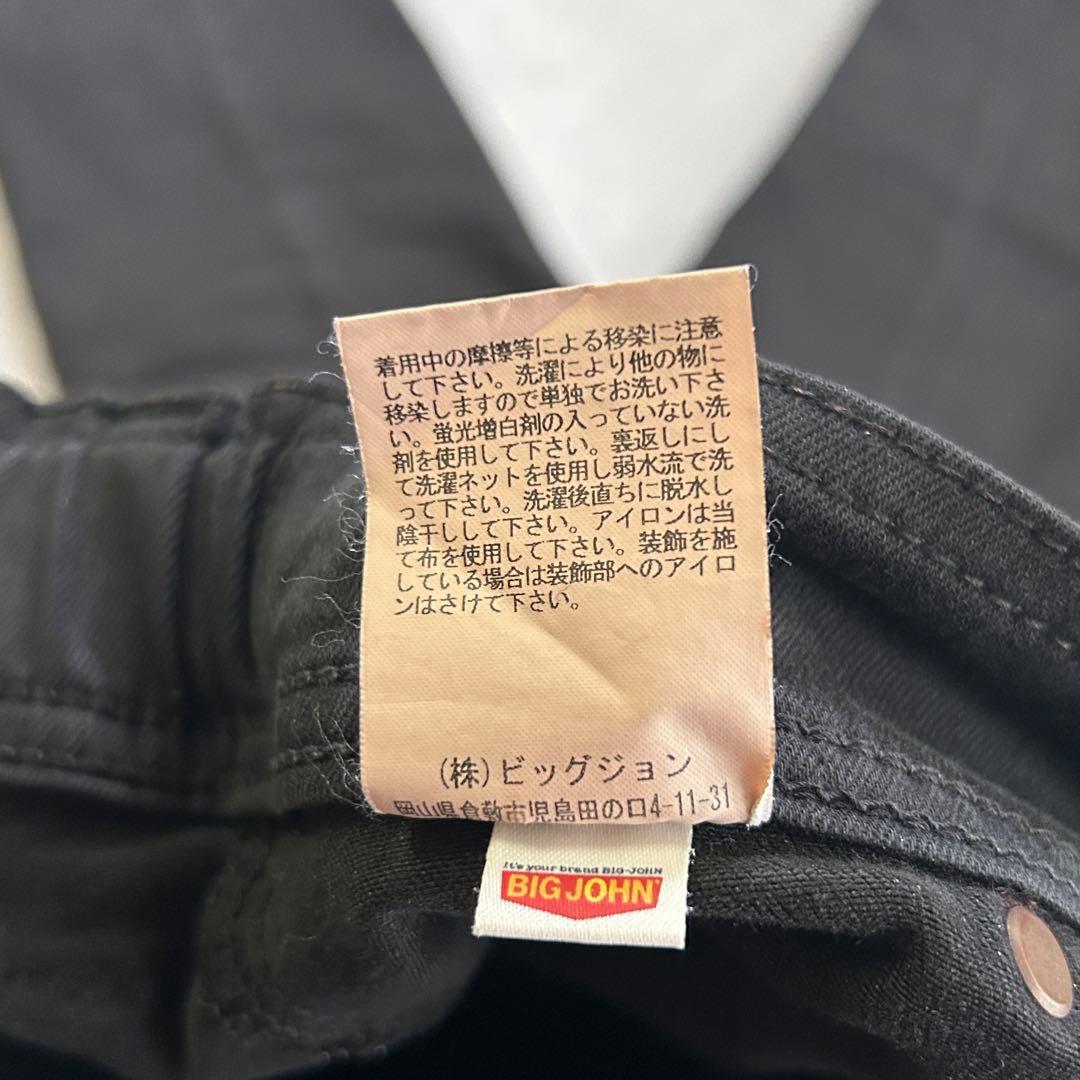 着用中の摩擦等による移染に注意
して下さい。洗濯により他の物に
移染しますので単独でお洗い下さ
い。蛍光増白剤の入っていない洗
剤を使用して下さい。裏返しにし
て洗濯ネットを使用し弱水流で洗
って下さい。洗濯後直ちに脱水し
陰干しして下さい。アイロンは当
て布を使用して下さい。装飾を施
している場合は装飾部へのアイロ
ンはさけて下さい。
(株)ビッグジョン
岡山県倉敷市児島田の口4-11-31
It's your brand BIG-JOHN
BIG JOHN